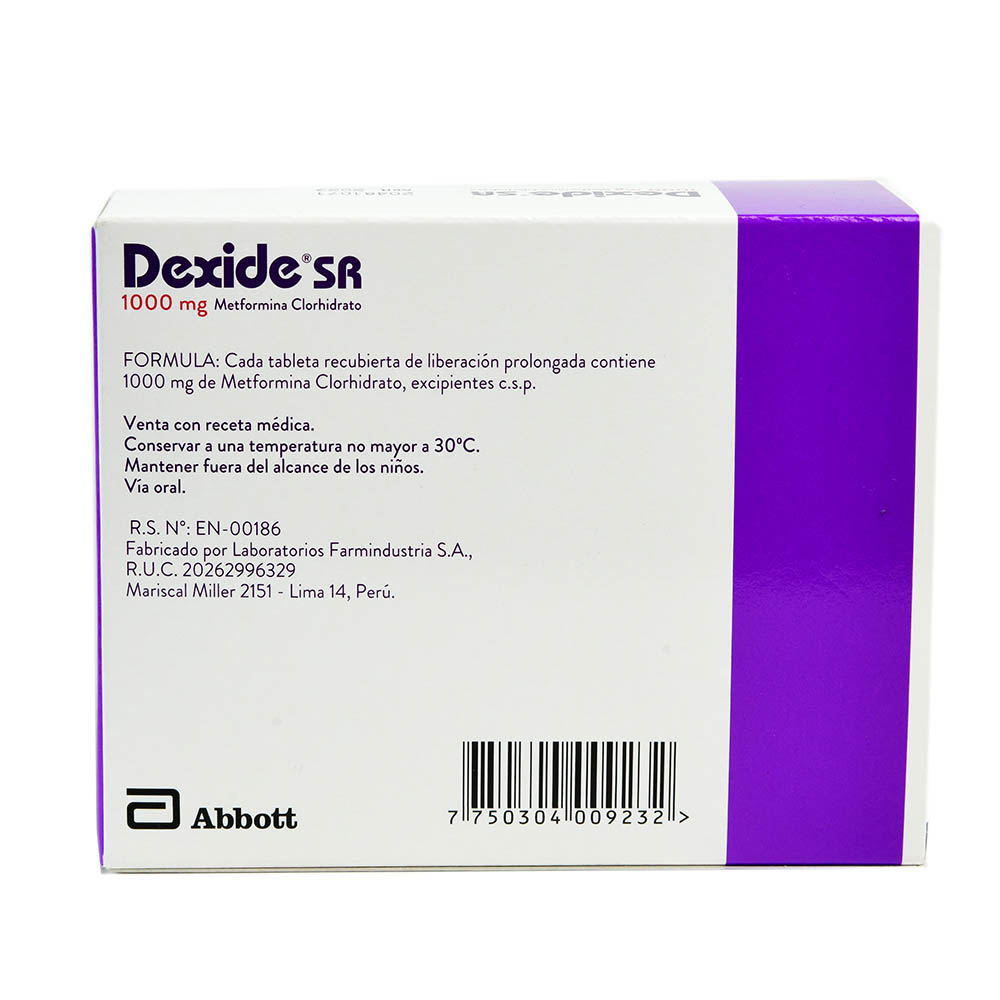 Dexide® SR
1000 mg Metformina Clorhidrato
FORMULA: Cada tableta recubierta de liberación prolongada contiene
1000 mg de Metformina Clorhidrato, excipientes c.s.p.
Venta con receta médica.
Conservar a una temperatura no mayor a 30ºC.
Mantener fuera del alcance de los niños.
Vía oral.
R.S. Nº: EN-00186
Fabricado por Laboratorios Farmindustria S.A.,
R.U.C. 20262996329
Mariscal Miller 2151 - Lima 14, Perú.
Abbott
7 750304 009232 >